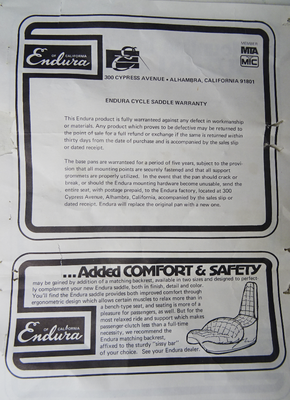 MEMBER
MTA
MIC
OF CALIFORNIA
Endura
300 CYPRESS AVENUE • ALHAMBRA, CALIFORNIA 91801
ENDURA CYCLE SADDLE WARRANTY
This Endura product is fully warranted against any defect in workmanship
or materials. Any product which proves to be defective may be returned to
the point of sale for a full refund or exchange if the same is returned within
thirty days from the date of purchase and is accompanied by the sales slip
or dated receipt.
The base pans are warranted for a period of five years, subject to the provi-
sion that all mounting points are securely fastened and that all support
grommets are properly utilized. In the event that the pan should crack or
break, or should the Endura mounting hardware become unusable, send the
entire seat, with postage prepaid, to the Endura factory, located at 300
Cypress Avenue, Alhambra, California, accompanied by the sales slip or
dated receipt. Endura will replace the original pan with a new one.
...Added COMFORT & SAFETY
may be gained by addition of a matching backrest, available in two sizes and designed to perfect-
ly complement your new Endura saddle, both in finish, detail and color.
You'll find the Endura saddle provides both improved comfort through
ergonometric design which allows certain muscles to relax more than in
a bench-type seat, and seating is more of a
pleasure for passengers, as well. But for the
most relaxed ride and support which makes
passenger-clutch less than a full-time
necessity, we recommend the
Endura matching backrest,
affixed to the sturdy "sissy bar"
of your choice. See your Endura dealer.
OF CALIFORNIA
Endura